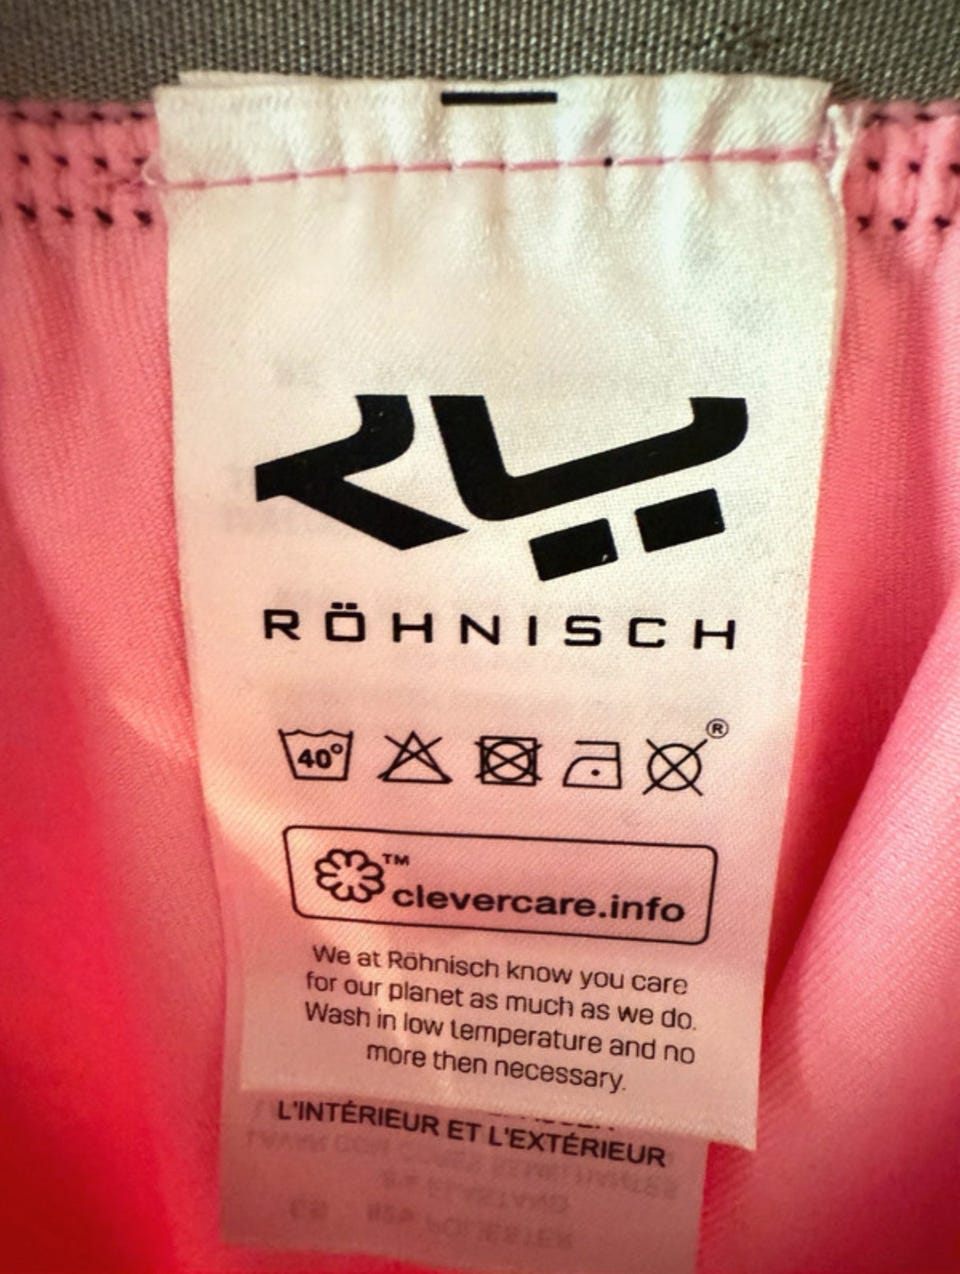 RÖHNISCH
40°
®
™
clevercare.info
We at Röhnisch know you care
for our planet as much as we do.
Wash in low temperature and no
more then necessary.
L'INTÉRIEUR ET L'EXTÉRIEUR